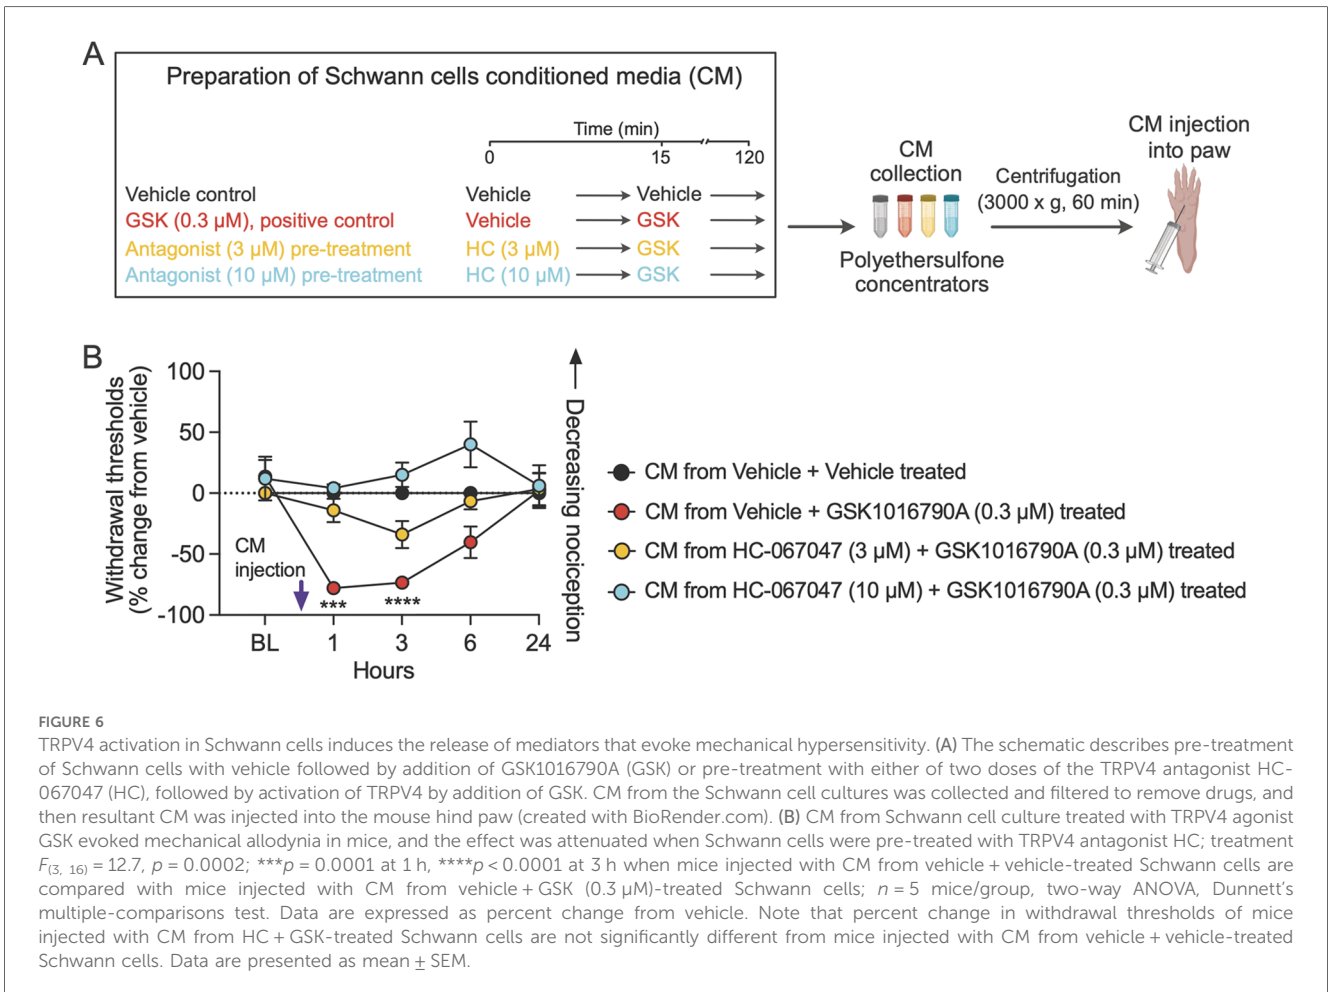 A
Preparation of Schwann cells conditioned media (CM)
Time (min)
0 15 120
Vehicle control Vehicle Vehicle
GSK (0.3 µM), positive control Vehicle GSK
Antagonist (3 µM) pre-treatment HC (3 µM) GSK
Antagonist (10 µM) pre-treatment HC (10 µM) GSK
CM
collection
Polyethersulfone
concentrators
Centrifugation
(3000 x g, 60 min)
CM injection
into paw
B
Withdrawal thresholds
(% change from vehicle)
100
50
0
-50
-100
CM
injection
***
****
BL 1 3 6 24
Hours
Decreasing nociception
CM from Vehicle + Vehicle treated
CM from Vehicle + GSK1016790A (0.3 µM) treated
CM from HC-067047 (3 µM) + GSK1016790A (0.3 µM) treated
CM from HC-067047 (10 µM) + GSK1016790A (0.3 µM) treated
FIGURE 6
TRPV4 activation in Schwann cells induces the release of mediators that evoke mechanical hypersensitivity. (A) The schematic describes pre-treatment
of Schwann cells with vehicle followed by addition of GSK1016790A (GSK) or pre-treatment with either of two doses of the TRPV4 antagonist HC-
067047 (HC), followed by activation of TRPV4 by addition of GSK. CM from the Schwann cell cultures was collected and filtered to remove drugs, and
then resultant CM was injected into the mouse hind paw (created with BioRender.com). (B) CM from Schwann cell culture treated with TRPV4 agonist
GSK evoked mechanical allodynia in mice, and the effect was attenuated when Schwann cells were pre-treated with TRPV4 antagonist HC; treatment
F(3, 16) = 12.7, p = 0.0002; ***p = 0.0001 at 1 h, ****p < 0.0001 at 3 h when mice injected with CM from vehicle + vehicle-treated Schwann cells are
compared with mice injected with CM from vehicle + GSK (0.3 µM)-treated Schwann cells; n = 5 mice/group, two-way ANOVA, Dunnett's
multiple-comparisons test. Data are expressed as percent change from vehicle. Note that percent change in withdrawal thresholds of mice
injected with CM from HC + GSK-treated Schwann cells are not significantly different from mice injected with CM from vehicle + vehicle-treated
Schwann cells. Data are presented as mean ± SEM.